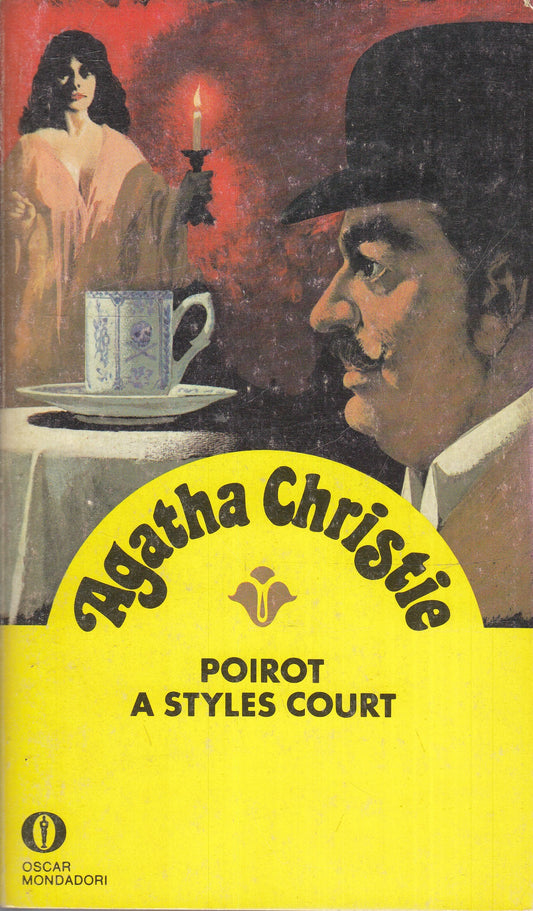 Agatha Christie
POIROT
A STYLES COURT
OSCAR
MONDADORI